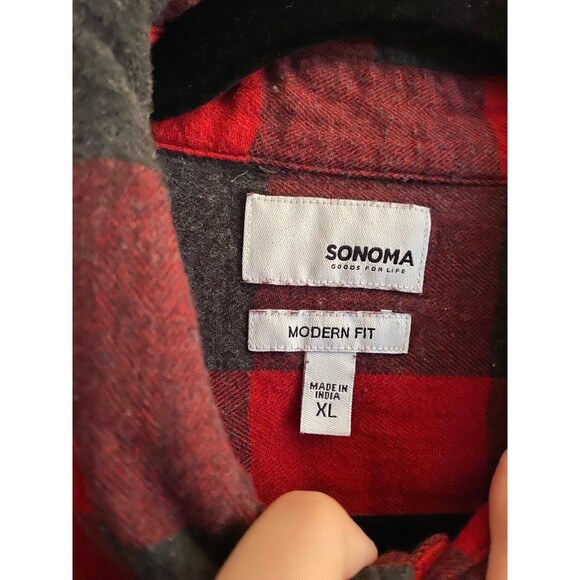 SONOMA
GOODS FOR LIFE
MODERN FIT
MADE IN
INDIA
XL